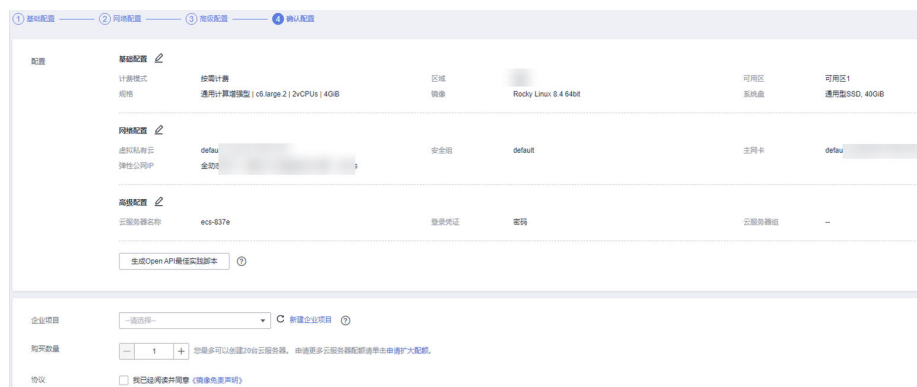 1 基础配置 2 网络配置 3 高级配置 4 确认配置
配置 基础配置
计费模式 按需计费 区域 可用区 可用区1
规格 通用计算增强型 | c6.large.2 | 2vCPUs | 4GiB 镜像 Rocky Linux 8.4 64bit 系统盘 通用型SSD, 40GiB
网络配置
虚拟私有云 defau 安全组 default 主网卡 defau
弹性公网IP 全动态 s
高级配置
云服务器名称 ecs-837e 登录凭证 密码 云服务器组 --
生成Open API最佳实践脚本 ?
企业项目 --请选择-- C 新建企业项目 ?
购买数量 — 1 + 您最多可以创建20台云服务器。 申请更多云服务器配额请单击申请扩大配额。
协议 我已经阅读并同意《镜像免责声明》